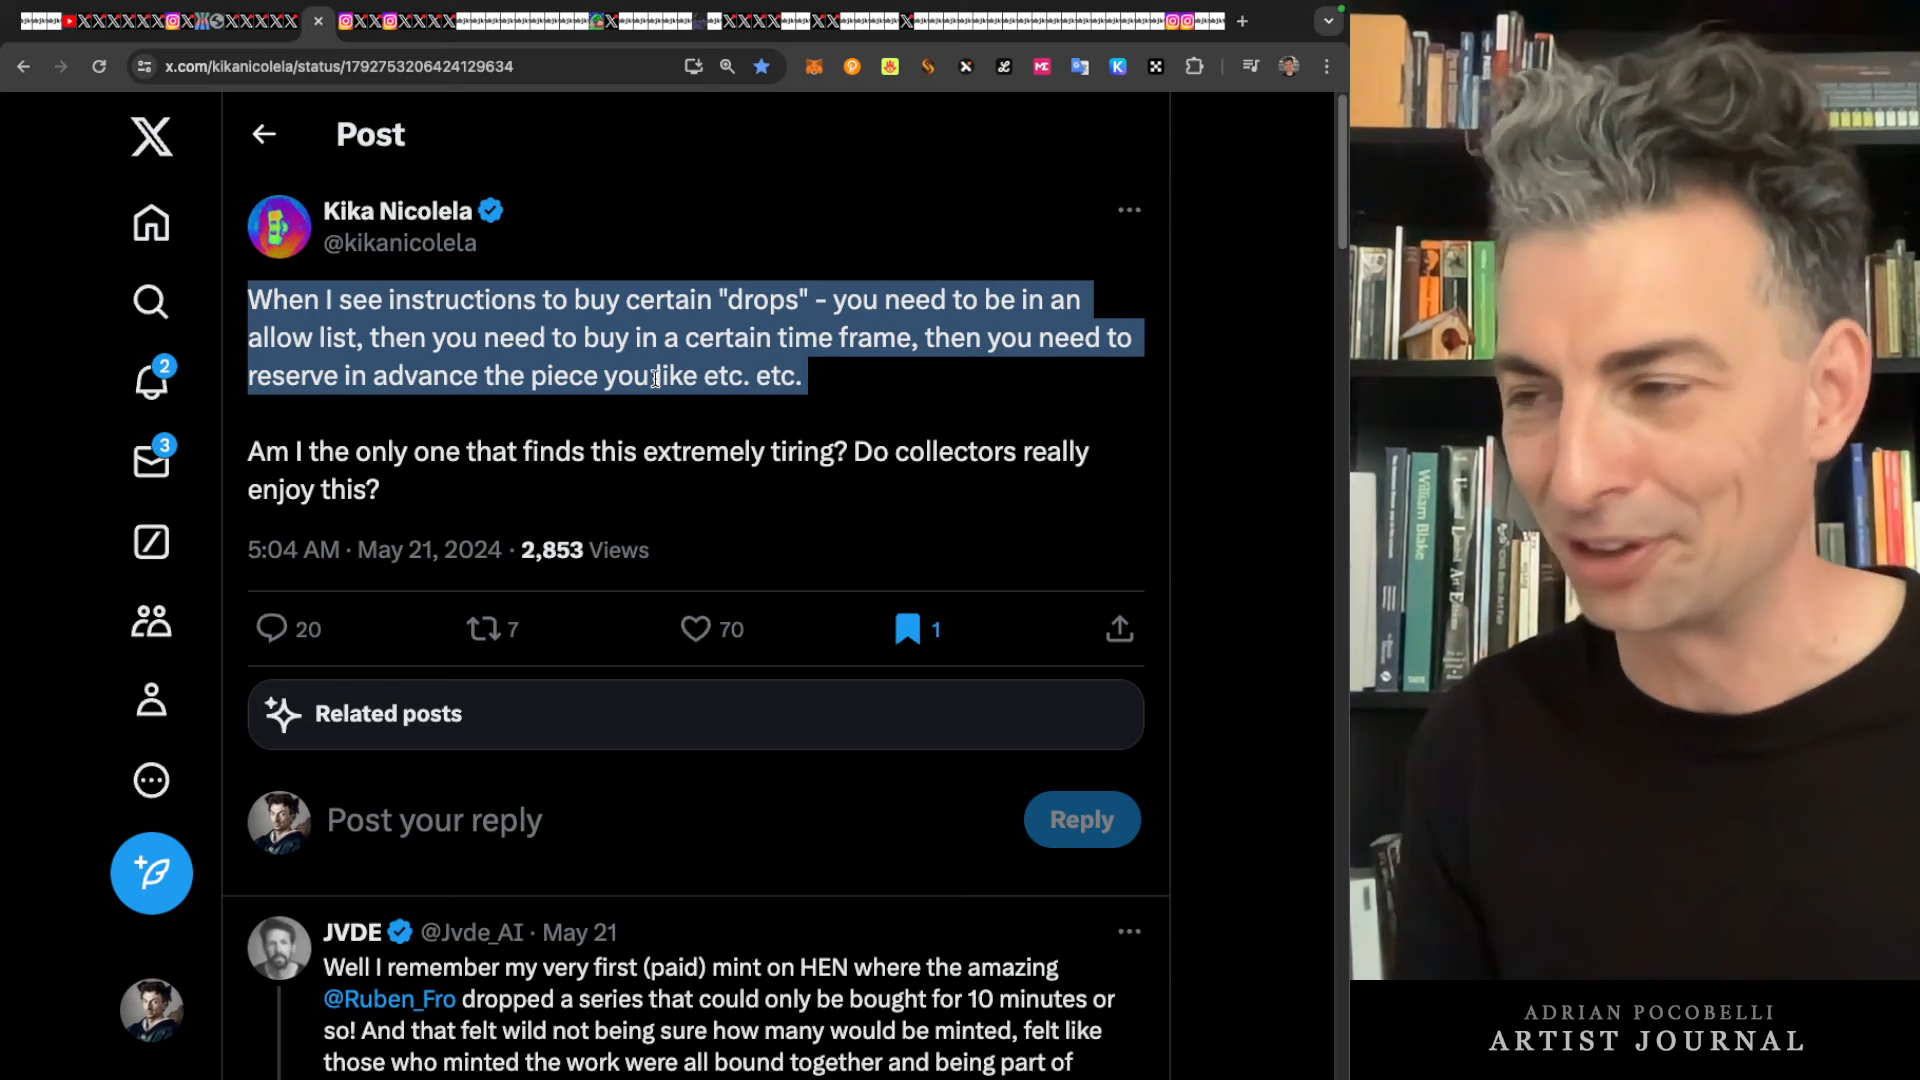 x.com/kikanicolela/status/1792753206424129634
Post
Kika Nicolela
@kikanicolela
When I see instructions to buy certain "drops" - you need to be in an
allow list, then you need to buy in a certain time frame, then you need to
reserve in advance the piece you like etc. etc.
Am I the only one that finds this extremely tiring? Do collectors really
enjoy this?
5:04 AM · May 21, 2024 · 2,853 Views
20 7 70 1
Related posts
Post your reply
Reply
JVDE @Jvde_AI · May 21
Well I remember my very first (paid) mint on HEN where the amazing
@Ruben_Fro dropped a series that could only be bought for 10 minutes or
so! And that felt wild not being sure how many would be minted, felt like
those who minted the work were all bound together and being part of
2
3
William Blake
ADRIAN POCOBELLI
ARTIST JOURNAL